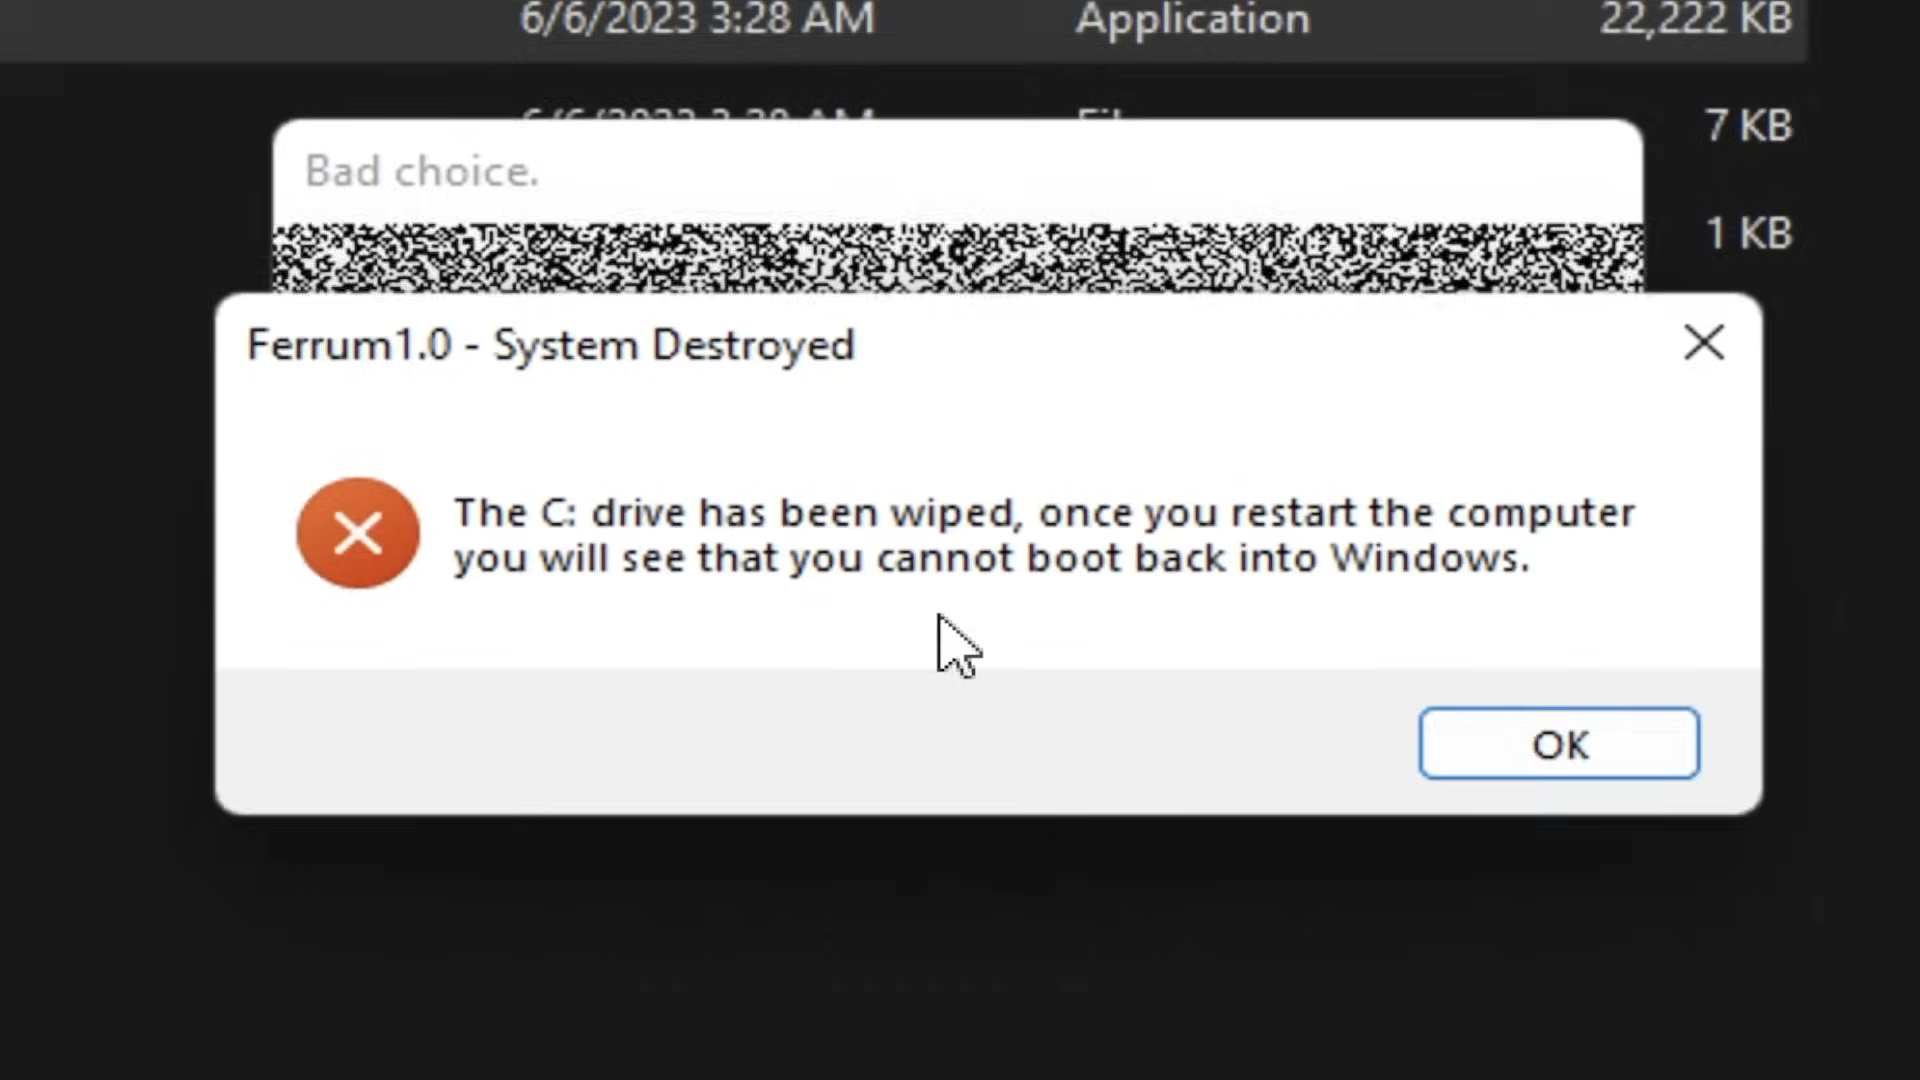 6/6/2023 3:28 AM Application 22,222 KB
7 KB
Bad choice.
1 KB
Ferrum1.0 - System Destroyed
The C: drive has been wiped, once you restart the computer
you will see that you cannot boot back into Windows.
OK